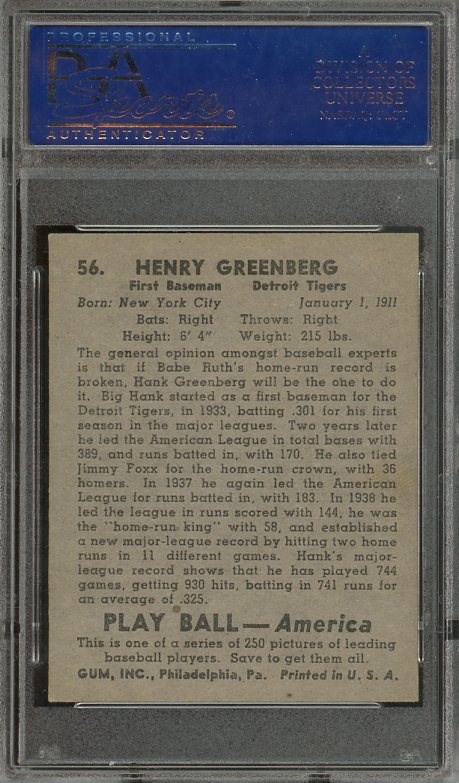 PROFESSIONAL
PSA
Sports.
AUTHENTICATOR
A
DIVISION OF
COLLECTORS
UNIVERSE
56. HENRY GREENBERG
First Baseman Detroit Tigers
Born: New York City January 1, 1911
Bats: Right Throws: Right
Height: 6' 4" Weight: 215 lbs.
The general opinion amongst baseball experts
is that if Babe Ruth's home-run record is
broken, Hank Greenberg will be the one to do
it. Big Hank started as a first baseman for the
Detroit Tigers, in 1933, batting .301 for his first
season in the major leagues. Two years later
he led the American League in total bases with
389, and runs batted in, with 170. He also tied
Jimmy Foxx for the home-run crown, with 36
homers. In 1937 he again led the American
League for runs batted in, with 183. In 1938 he
led the league in runs scored with 144, he was
the "home-run king" with 58, and established
a new major-league record by hitting two home
runs in 11 different games. Hank's major-
league record shows that he has played 744
games, getting 930 hits, batting in 741 runs for
an average of .325.
PLAY BALL—America
This is one of a series of 250 pictures of leading
baseball players. Save to get them all.
GUM, INC., Philadelphia, Pa. Printed in U. S. A.